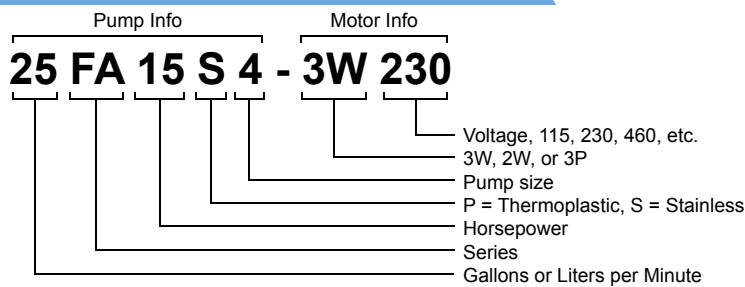 Pump Info Motor Info
25 FA 15 S 4 - 3W 230
Voltage, 115, 230, 460, etc.
3W, 2W, or 3P
Pump size
P = Thermoplastic, S = Stainless
Horsepower
Series
Gallons or Liters per Minute